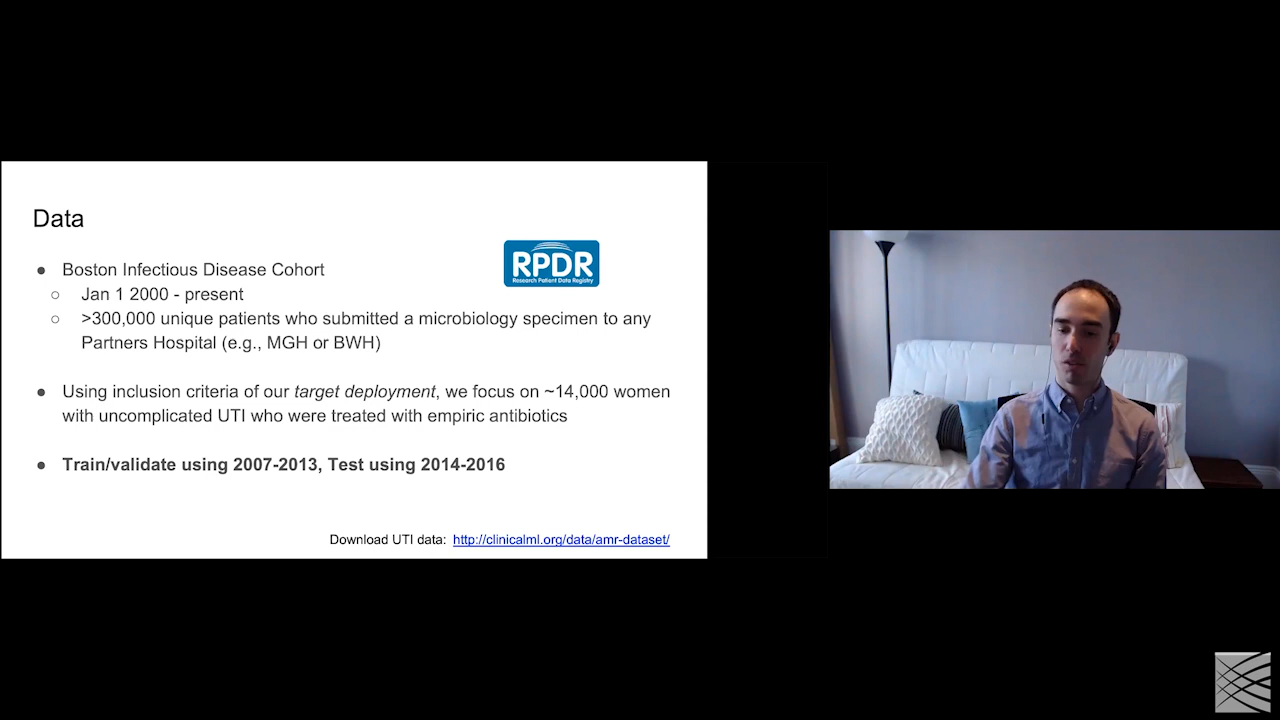 Data
RPDR
Research Patient Data Registry
● Boston Infectious Disease Cohort
○ Jan 1 2000 - present
○ >300,000 unique patients who submitted a microbiology specimen to any
Partners Hospital (e.g., MGH or BWH)
● Using inclusion criteria of our target deployment, we focus on ~14,000 women
with uncomplicated UTI who were treated with empiric antibiotics
● Train/validate using 2007-2013, Test using 2014-2016
Download UTI data: http://clinicalml.org/data/amr-dataset/